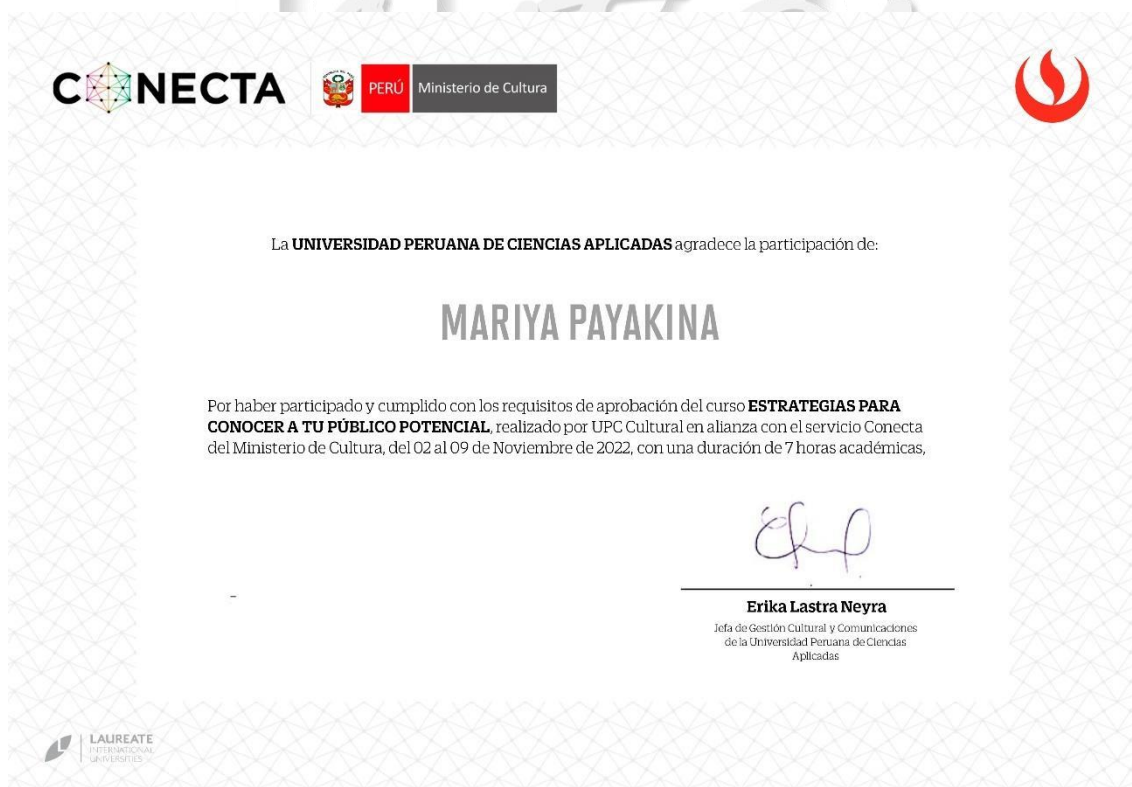 CONECTA
PERÚ
Ministerio de Cultura
La UNIVERSIDAD PERUANA DE CIENCIAS APLICADAS agradece la participación de:
MARIYA PAYAKINA
Por haber participado y cumplido con los requisitos de aprobación del curso ESTRATEGIAS PARA
CONOCER A TU PÚBLICO POTENCIAL, realizado por UPC Cultural en alianza con el servicio Conecta
del Ministerio de Cultura, del 02 al 09 de Noviembre de 2022, con una duración de 7 horas académicas,
–
Erika Lastra Neyra
Jefa de Gestión Cultural y Comunicaciones
de la Universidad Peruana de Ciencias
Aplicadas
LAUREATE
INTERNATIONAL
UNIVERSITIES